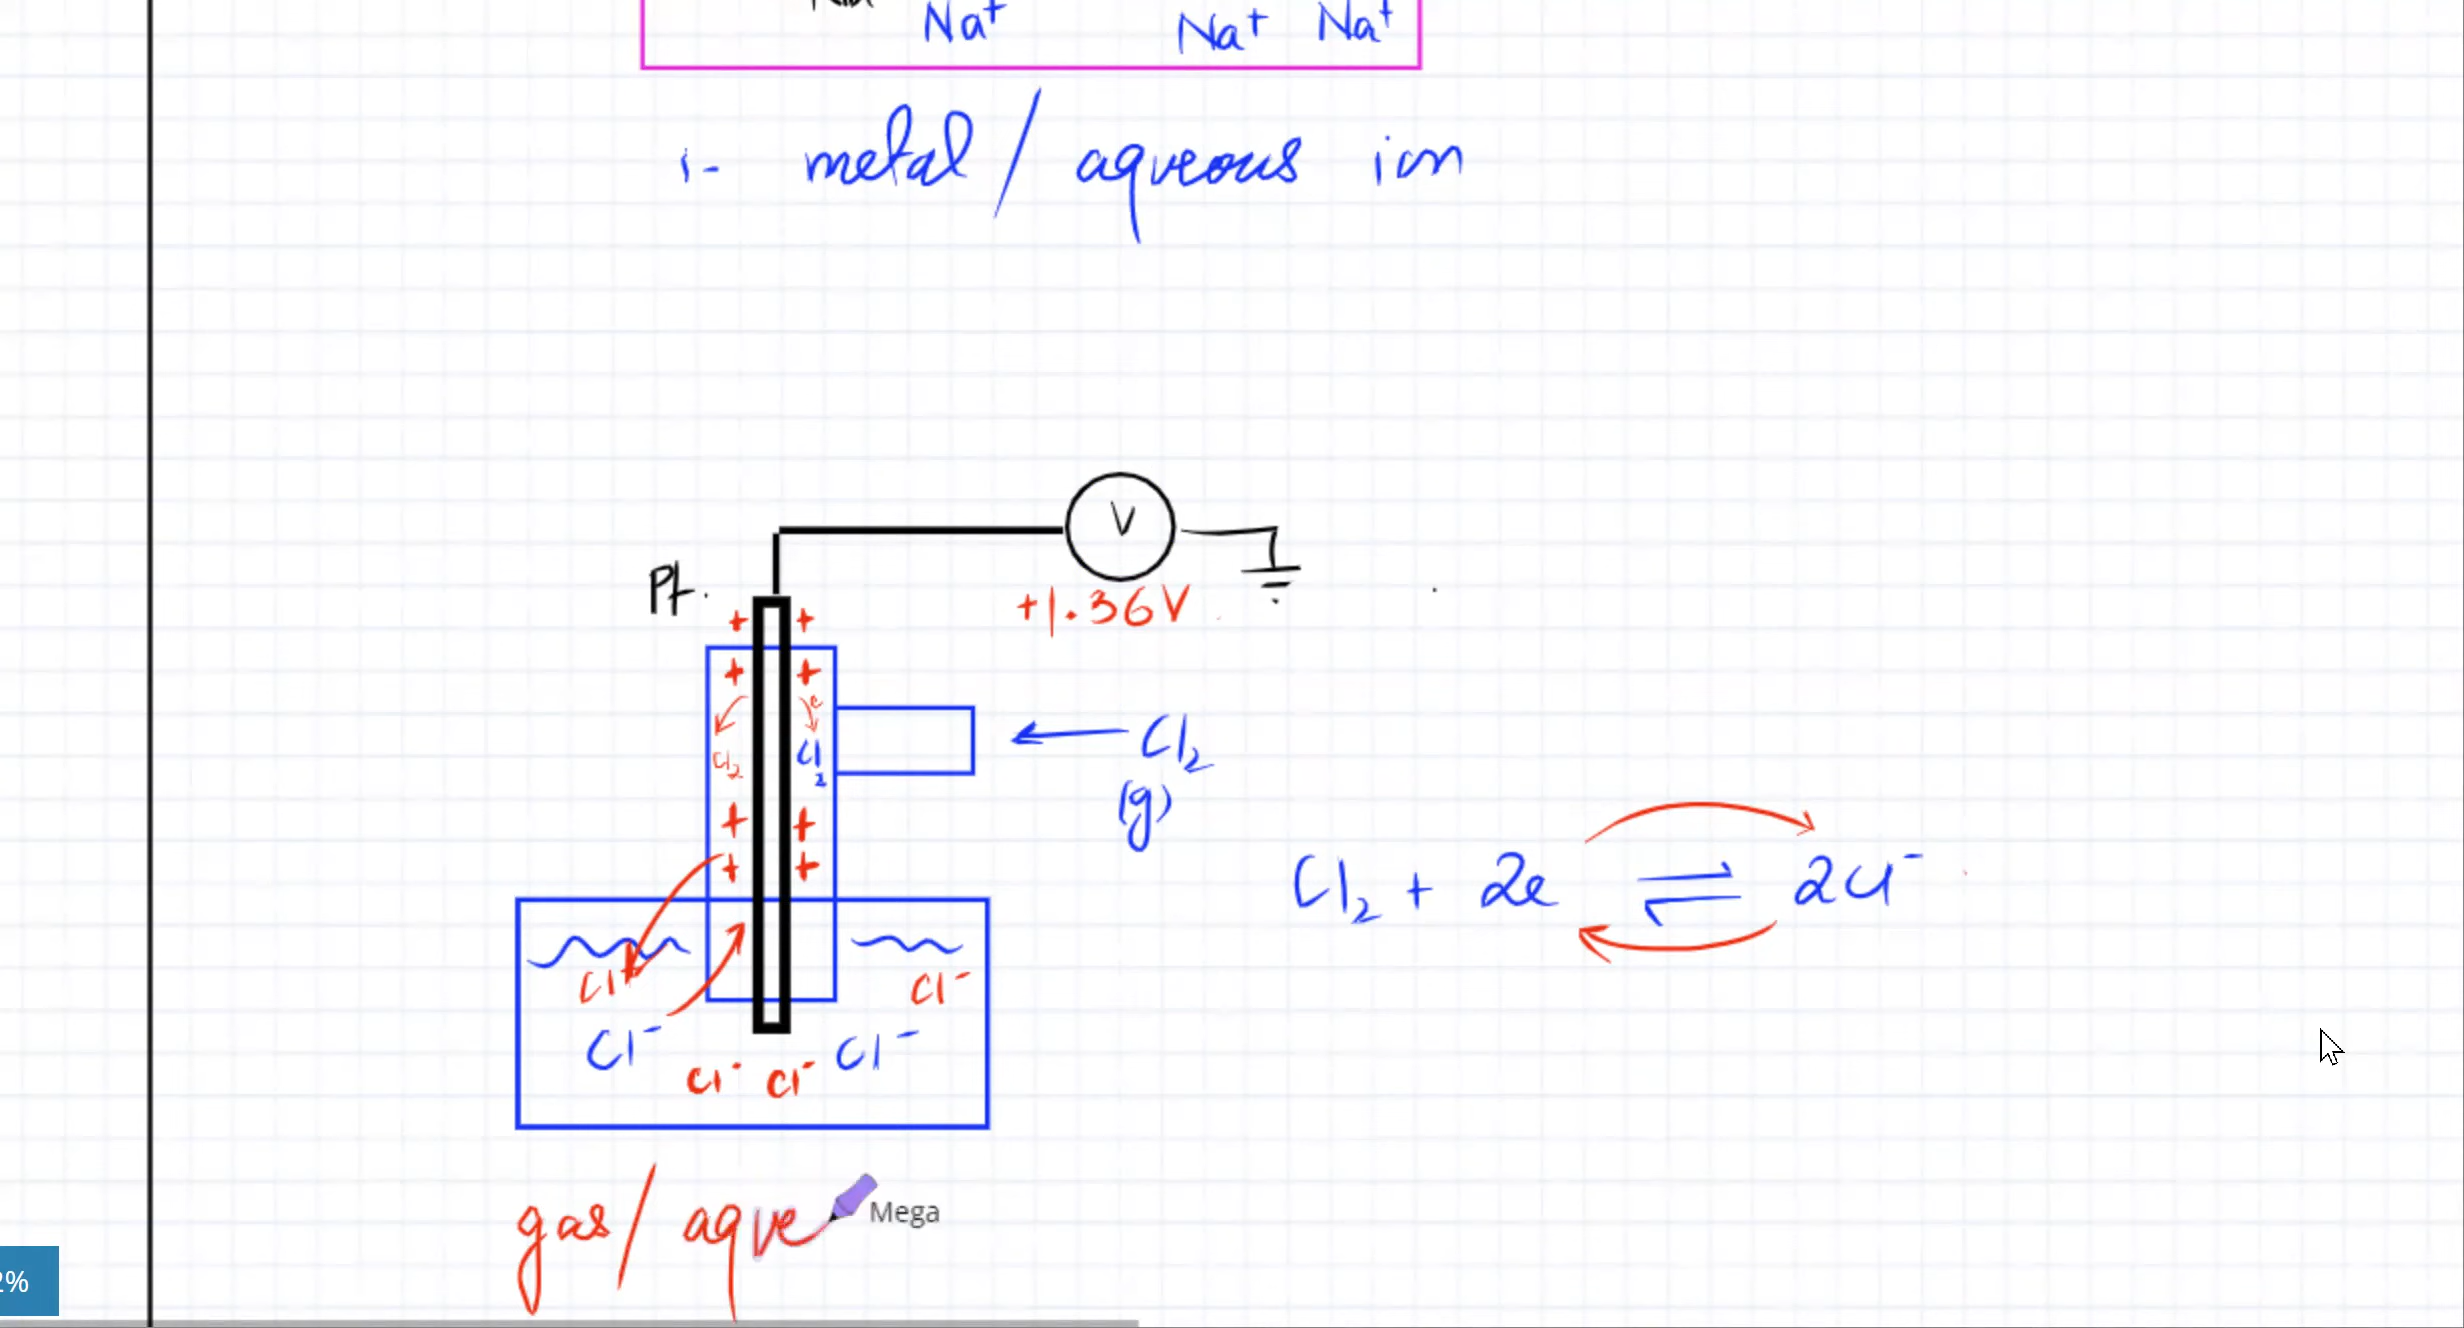 Na⁺ Na⁺ Na⁺
i- metal / aqueous ion
V
Pt.
+1.36V
+ +
+ +
e
Cl₂ Cl₂
← Cl₂
(g)
+ +
+ +
Cl₂ + 2e ⇌ 2Cl⁻
Cl⁻ Cl⁻
Cl⁻ Cl⁻
Cl⁻ Cl⁻
gas/ aque
Mega
2%